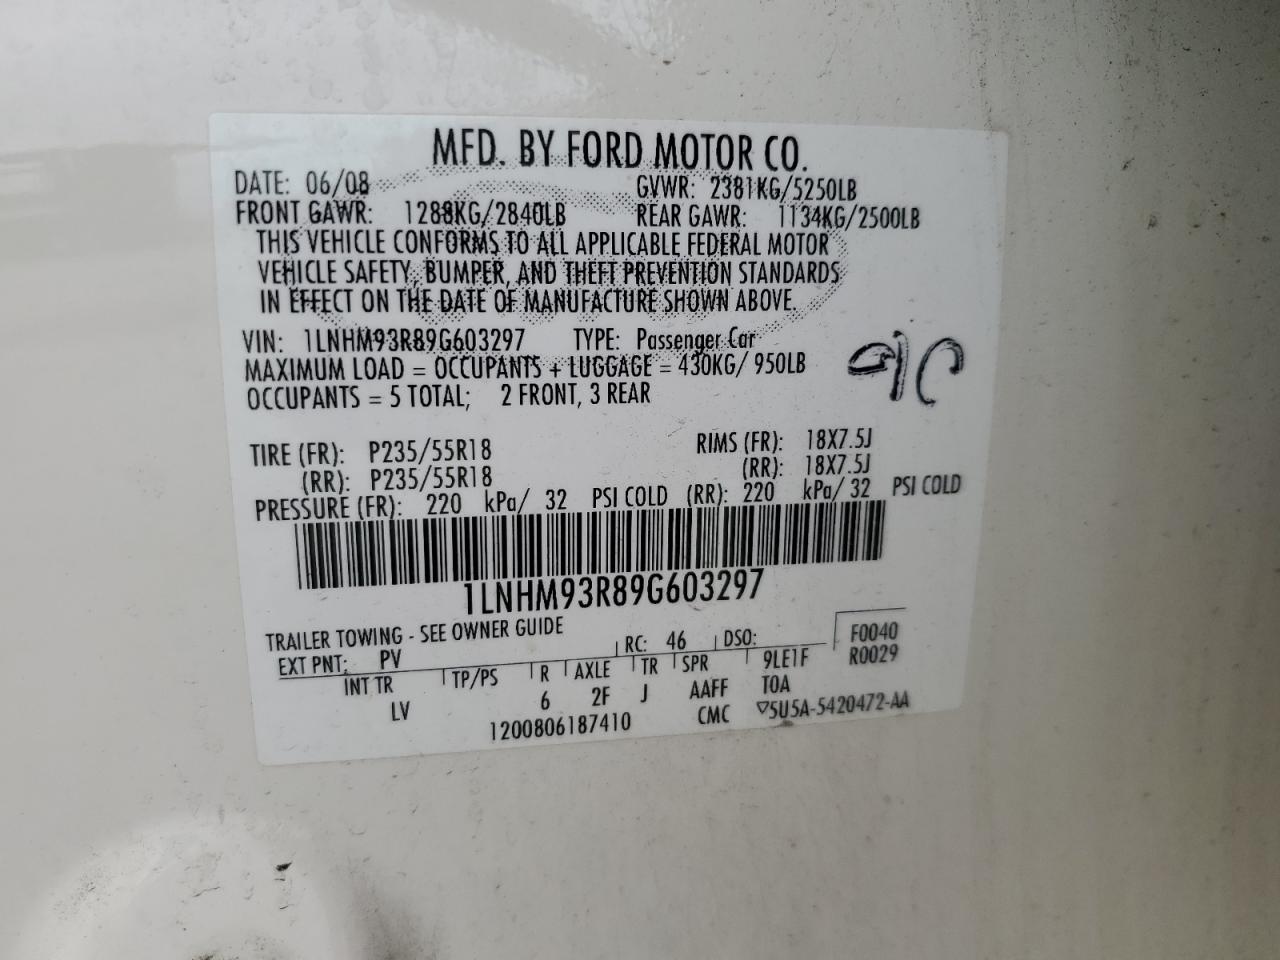 MFD. BY FORD MOTOR CO.
DATE: 06/08 GVWR: 2381KG/5250LB
FRONT GAWR: 1288KG/2840LB REAR GAWR: 1134KG/2500LB
THIS VEHICLE CONFORMS TO ALL APPLICABLE FEDERAL MOTOR
VEHICLE SAFETY, BUMPER, AND THEFT PREVENTION STANDARDS
IN EFFECT ON THE DATE OF MANUFACTURE SHOWN ABOVE.
VIN: 1LNHM93R89G603297 TYPE: Passenger Car
MAXIMUM LOAD = OCCUPANTS + LUGGAGE = 430KG/ 950LB
OCCUPANTS = 5 TOTAL; 2 FRONT, 3 REAR
TIRE (FR): P235/55R18 RIMS (FR): 18X7.5J
(RR): P235/55R18 (RR): 18X7.5J
PRESSURE (FR): 220 kPa/ 32 PSI COLD (RR): 220 kPa/ 32 PSI COLD
1LNHM93R89G603297
TRAILER TOWING - SEE OWNER GUIDE
EXT PNT: PV RC: 46 DSO: F0040
INT TR TP/PS R AXLE TR SPR 9LE1F R0029
LV 6 2F J AAFF T0A
1200806187410 CMC ▽5U5A-5420472-AA